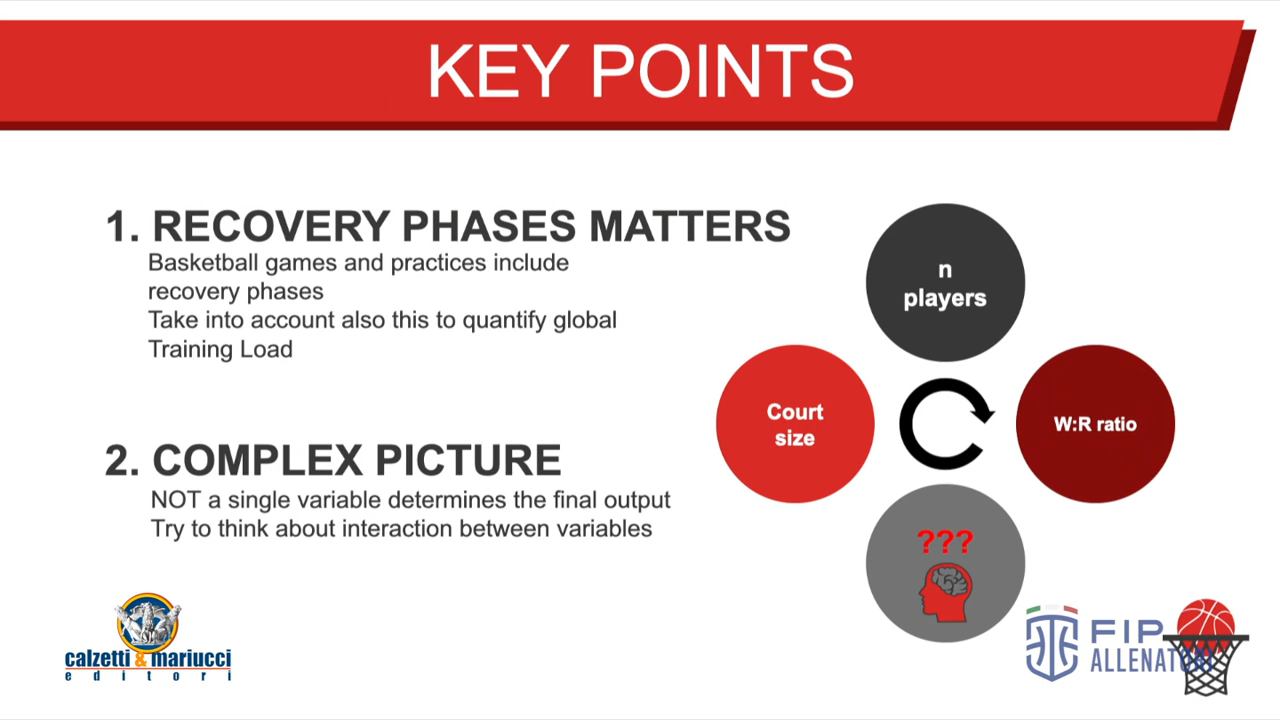 KEY POINTS
1. RECOVERY PHASES MATTERS
Basketball games and practices include
recovery phases
Take into account also this to quantify global
Training Load
2. COMPLEX PICTURE
NOT a single variable determines the final output
Try to think about interaction between variables
n
players
Court
size
W:R ratio
???
calzetti & mariucci
editori
FIP